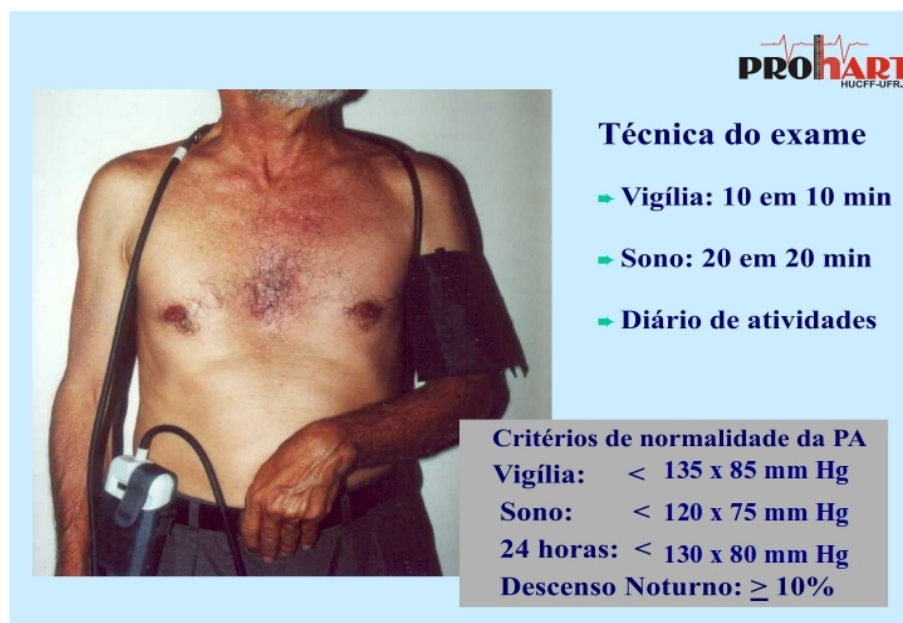 PROhART
HUCFF-UFRJ
Técnica do exame
Vigília: 10 em 10 min
Sono: 20 em 20 min
Diário de atividades
Critérios de normalidade da PA
Vigília: < 135 x 85 mm Hg
Sono: < 120 x 75 mm Hg
24 horas: < 130 x 80 mm Hg
Descenso Noturno: ≥ 10%